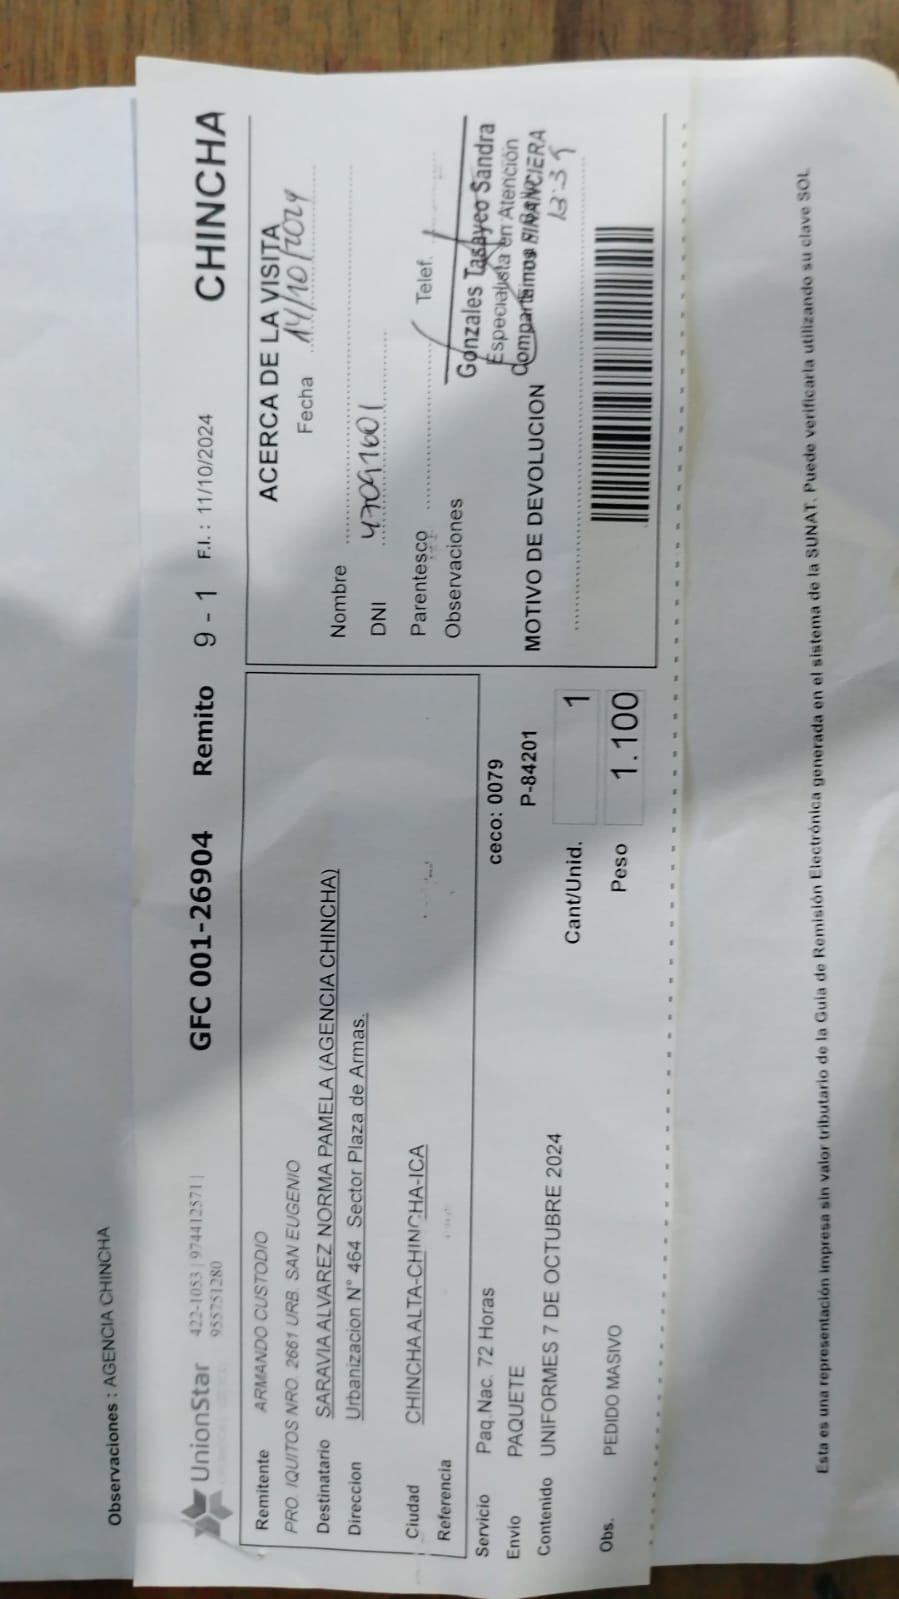 Observaciones : AGENCIA CHINCHA
UnionStar
422-1053 | 974412571 |
955751280
GFC 001-26904 Remito 9 - 1 F.I. : 11/10/2024 CHINCHA
Remitente ARMANDO CUSTODIO
PRO. IQUITOS NRO. 2661 URB. SAN EUGENIO
Destinatario SARAVIA ALVAREZ NORMA PAMELA (AGENCIA CHINCHA)
Direccion Urbanizacion N° 464 Sector Plaza de Armas.
Ciudad CHINCHA ALTA-CHINCHA-ICA
Referencia
Servicio Paq.Nac. 72 Horas ceco: 0079
Envio PAQUETE P-84201
Contenido UNIFORMES 7 DE OCTUBRE 2024
Cant/Unid. 1
Obs. PEDIDO MASIVO Peso 1.100
ACERCA DE LA VISITA
Fecha 14/10/2024
Nombre
DNI 47091601
Parentesco Telef.
Observaciones
Gonzales Tasayco Sandra
Especialista en Atención
Compartamos FINANCIERA
13:39
MOTIVO DE DEVOLUCION
Esta es una representación impresa sin valor tributario de la Guía de Remisión Electrónica generada en el sistema de la SUNAT. Puede verificarla utilizando su clave SOL